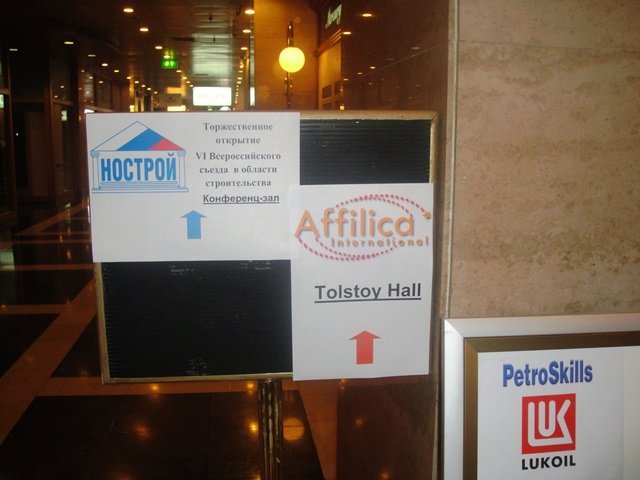 НОСТРОЙ
Торжественное
открытие
VI Всероссийского
съезда в области
строительства
Конференц-зал
Affilica
International
Tolstoy Hall
PetroSkills
LUK
LUKOIL